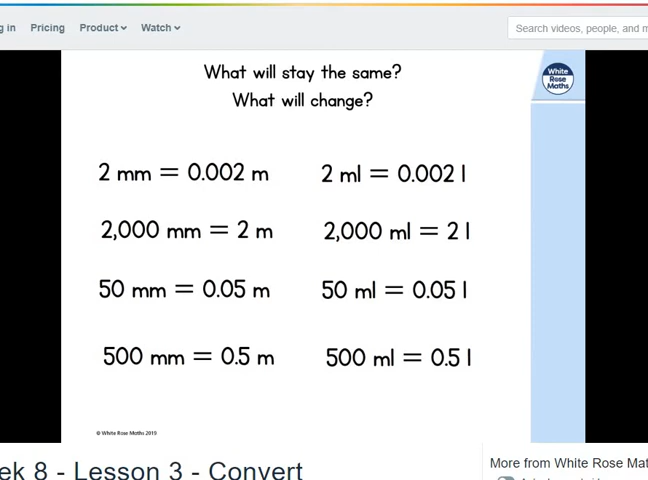 g in Pricing Product Watch
Search videos, people, and m
What will stay the same?
What will change?
White
Rose
Maths
2 mm = 0.002 m
2 ml = 0.002 l
2,000 mm = 2 m
2,000 ml = 2 l
50 mm = 0.05 m
50 ml = 0.05 l
500 mm = 0.5 m
500 ml = 0.5 l
© White Rose Maths 2019
ek 8 - Lesson 3 - Convert
More from White Rose Mat